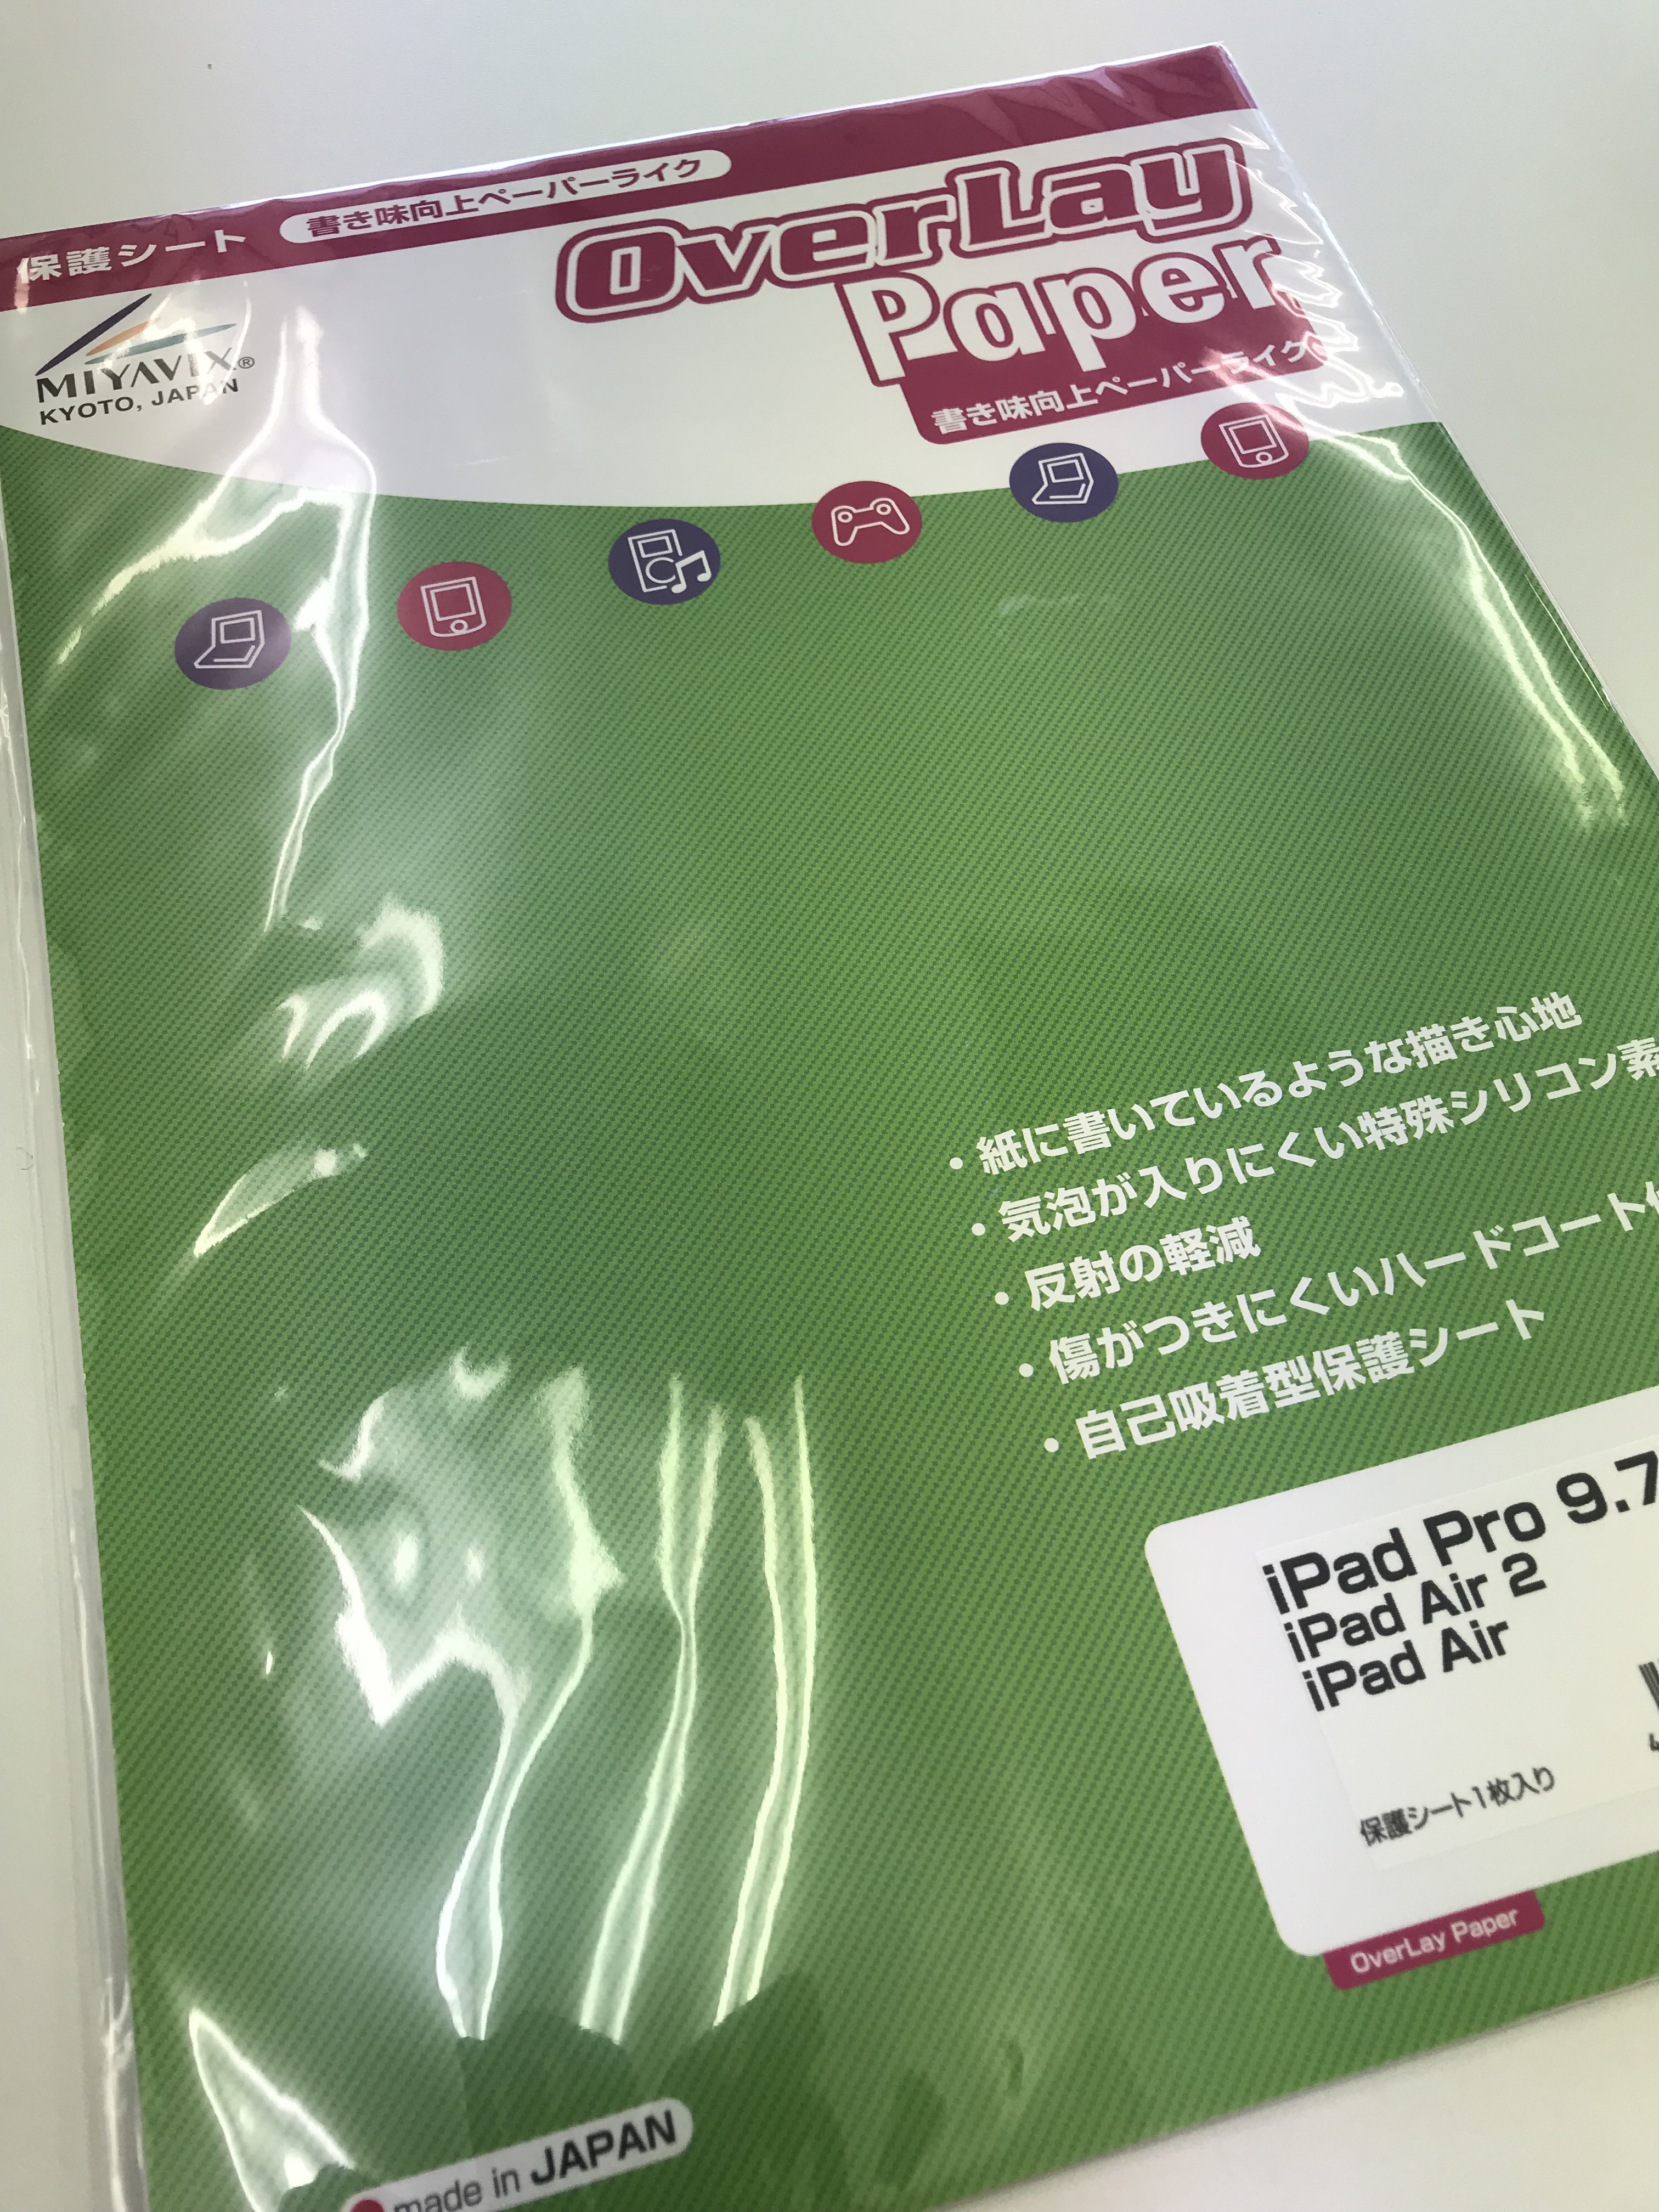 保護シート 書き味向上ペーパーライク
OverLay
Paper
書き味向上ペーパーライク
MIYAVIX®
KYOTO, JAPAN
・紙に書いているような描き心地
・気泡が入りにくい特殊シリコン素
・反射の軽減
・傷がつきにくいハードコート
・自己吸着型保護シート
iPad Pro 9.7
iPad Air 2
iPad Air
保護シート1枚入り
OverLay Paper
made in JAPAN